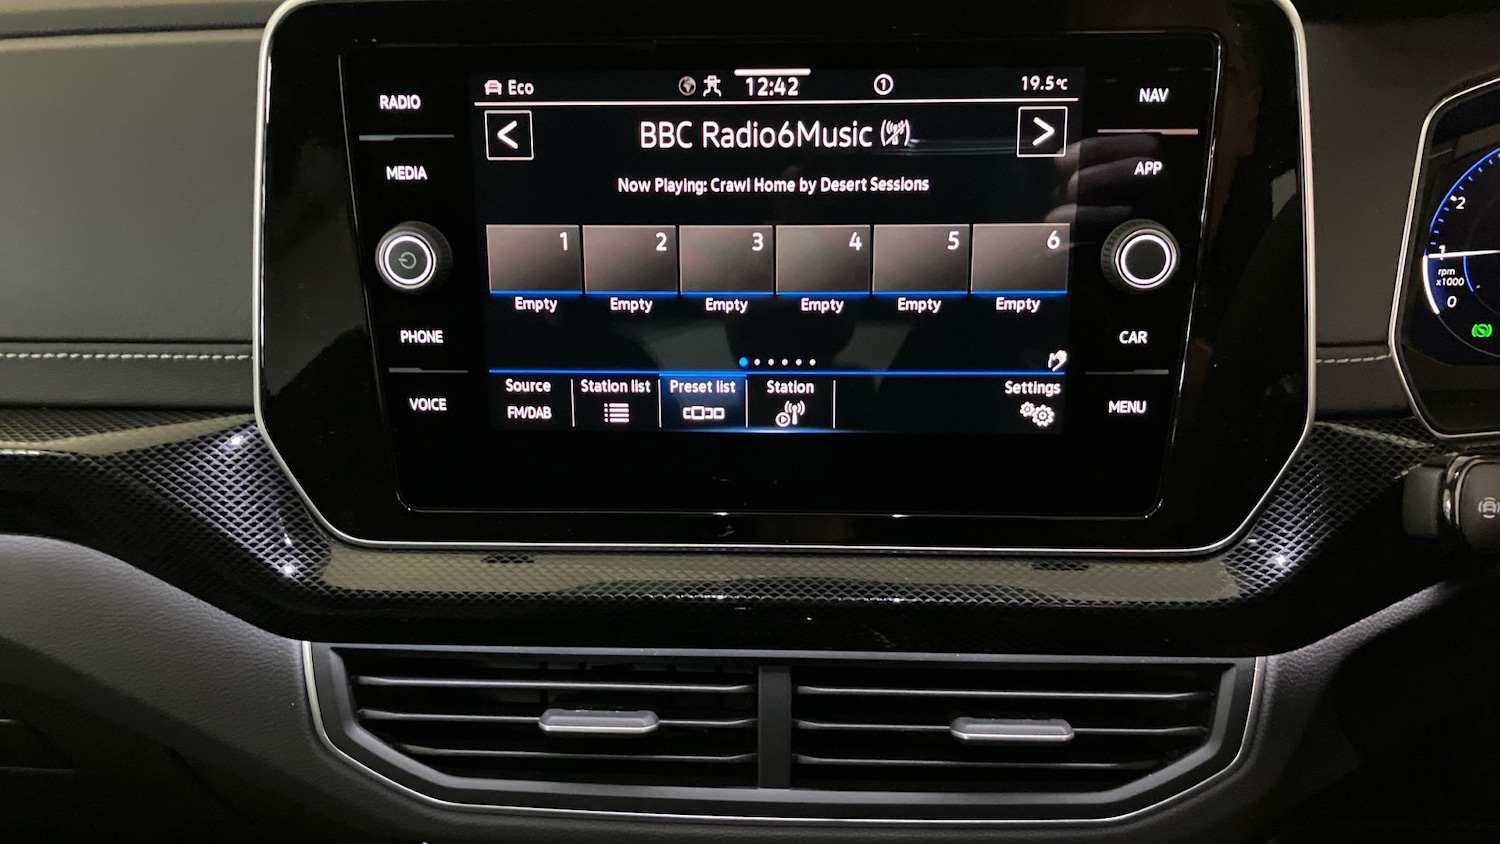 RADIO
MEDIA
PHONE
VOICE
Eco
12:42
1
19.5°C
BBC Radio6Music
Now Playing: Crawl Home by Desert Sessions
1 2 3 4 5 6
Empty Empty Empty Empty Empty Empty
Source Station list Preset list Station Settings
FM/DAB
NAV
APP
CAR
MENU
2
1
rpm
x1000
0